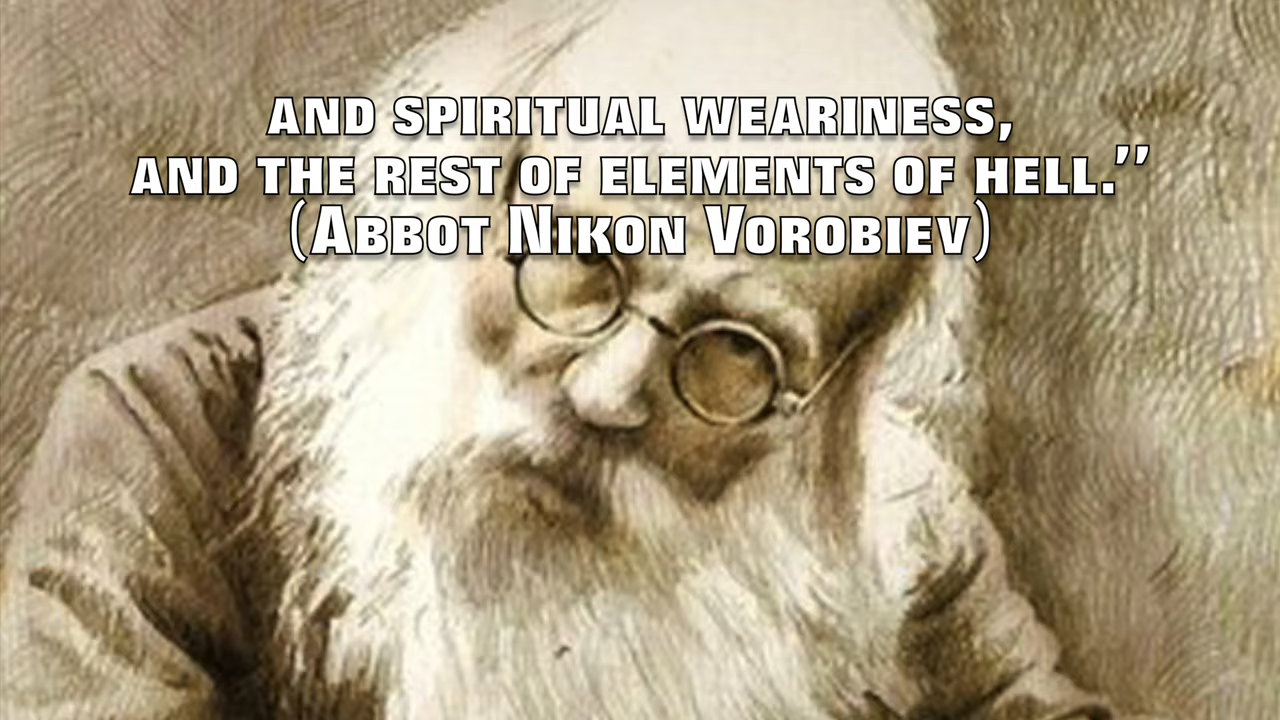 and spiritual weariness,
and the rest of elements of hell.”
(Abbot Nikon Vorobiev)